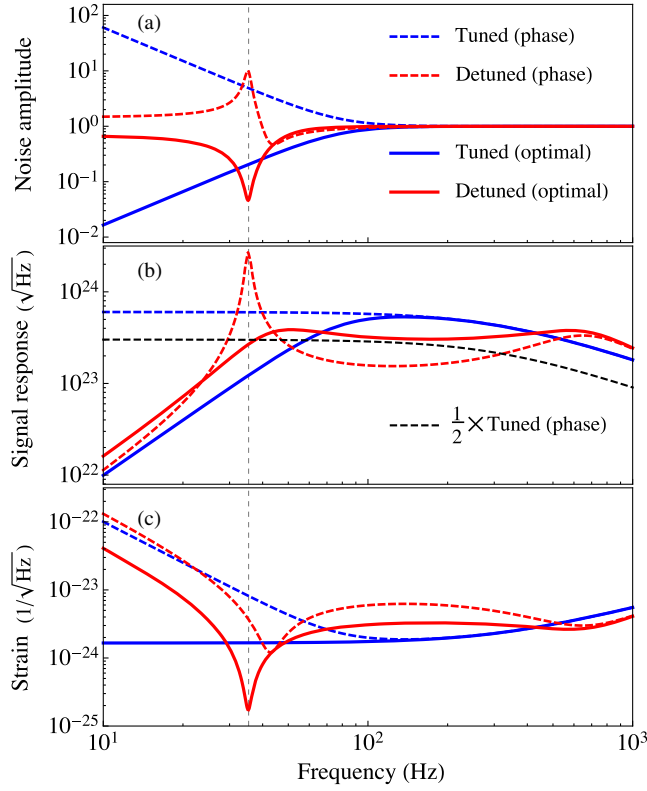 10^2
10^1
10^0
10^-1
10^-2
Noise amplitude
(a)
Tuned (phase)
Detuned (phase)
Tuned (optimal)
Detuned (optimal)
10^24
10^23
10^22
Signal response (√Hz)
(b)
1/2 × Tuned (phase)
10^-22
10^-23
10^-24
10^-25
Strain (1/√Hz)
(c)
10^1
10^2
10^3
Frequency (Hz)